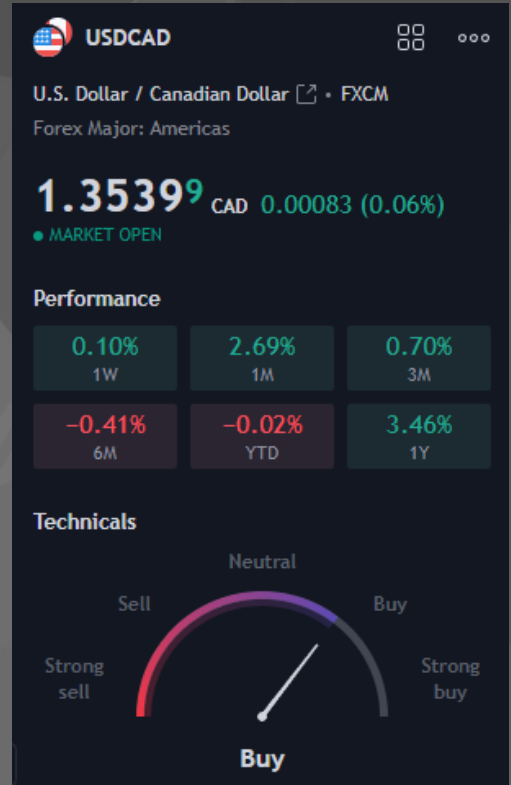 USDCAD
U.S. Dollar / Canadian Dollar • FXCM
Forex Major: Americas
1.35399 CAD 0.00083 (0.06%)
MARKET OPEN
Performance
0.10% 2.69% 0.70%
1W 1M 3M
−0.41% −0.02% 3.46%
6M YTD 1Y
Technicals
Neutral
Sell Buy
Strong sell Strong buy
Buy